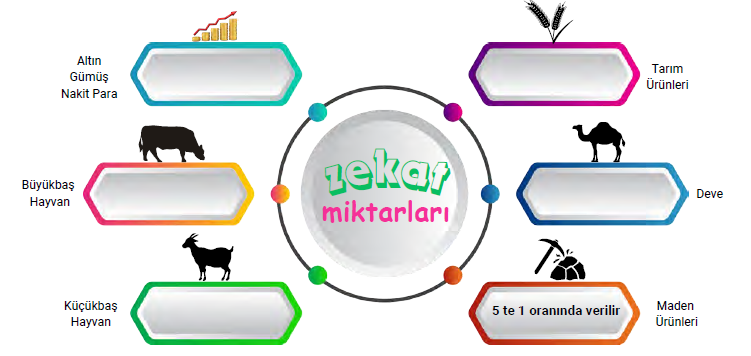 Altın
Gümüş
Nakit Para
Tarım
Ürünleri
Büyükbaş
Hayvan
zekat
miktarları
Deve
Küçükbaş
Hayvan
5 te 1 oranında verilir
Maden
Ürünleri